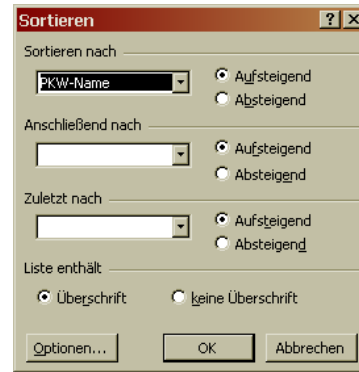 Sortieren
Sortieren nach
PKW-Name
Aufsteigend
Absteigend
Anschließend nach
Aufsteigend
Absteigend
Zuletzt nach
Aufsteigend
Absteigend
Liste enthält
Überschrift keine Überschrift
Optionen... OK Abbrechen